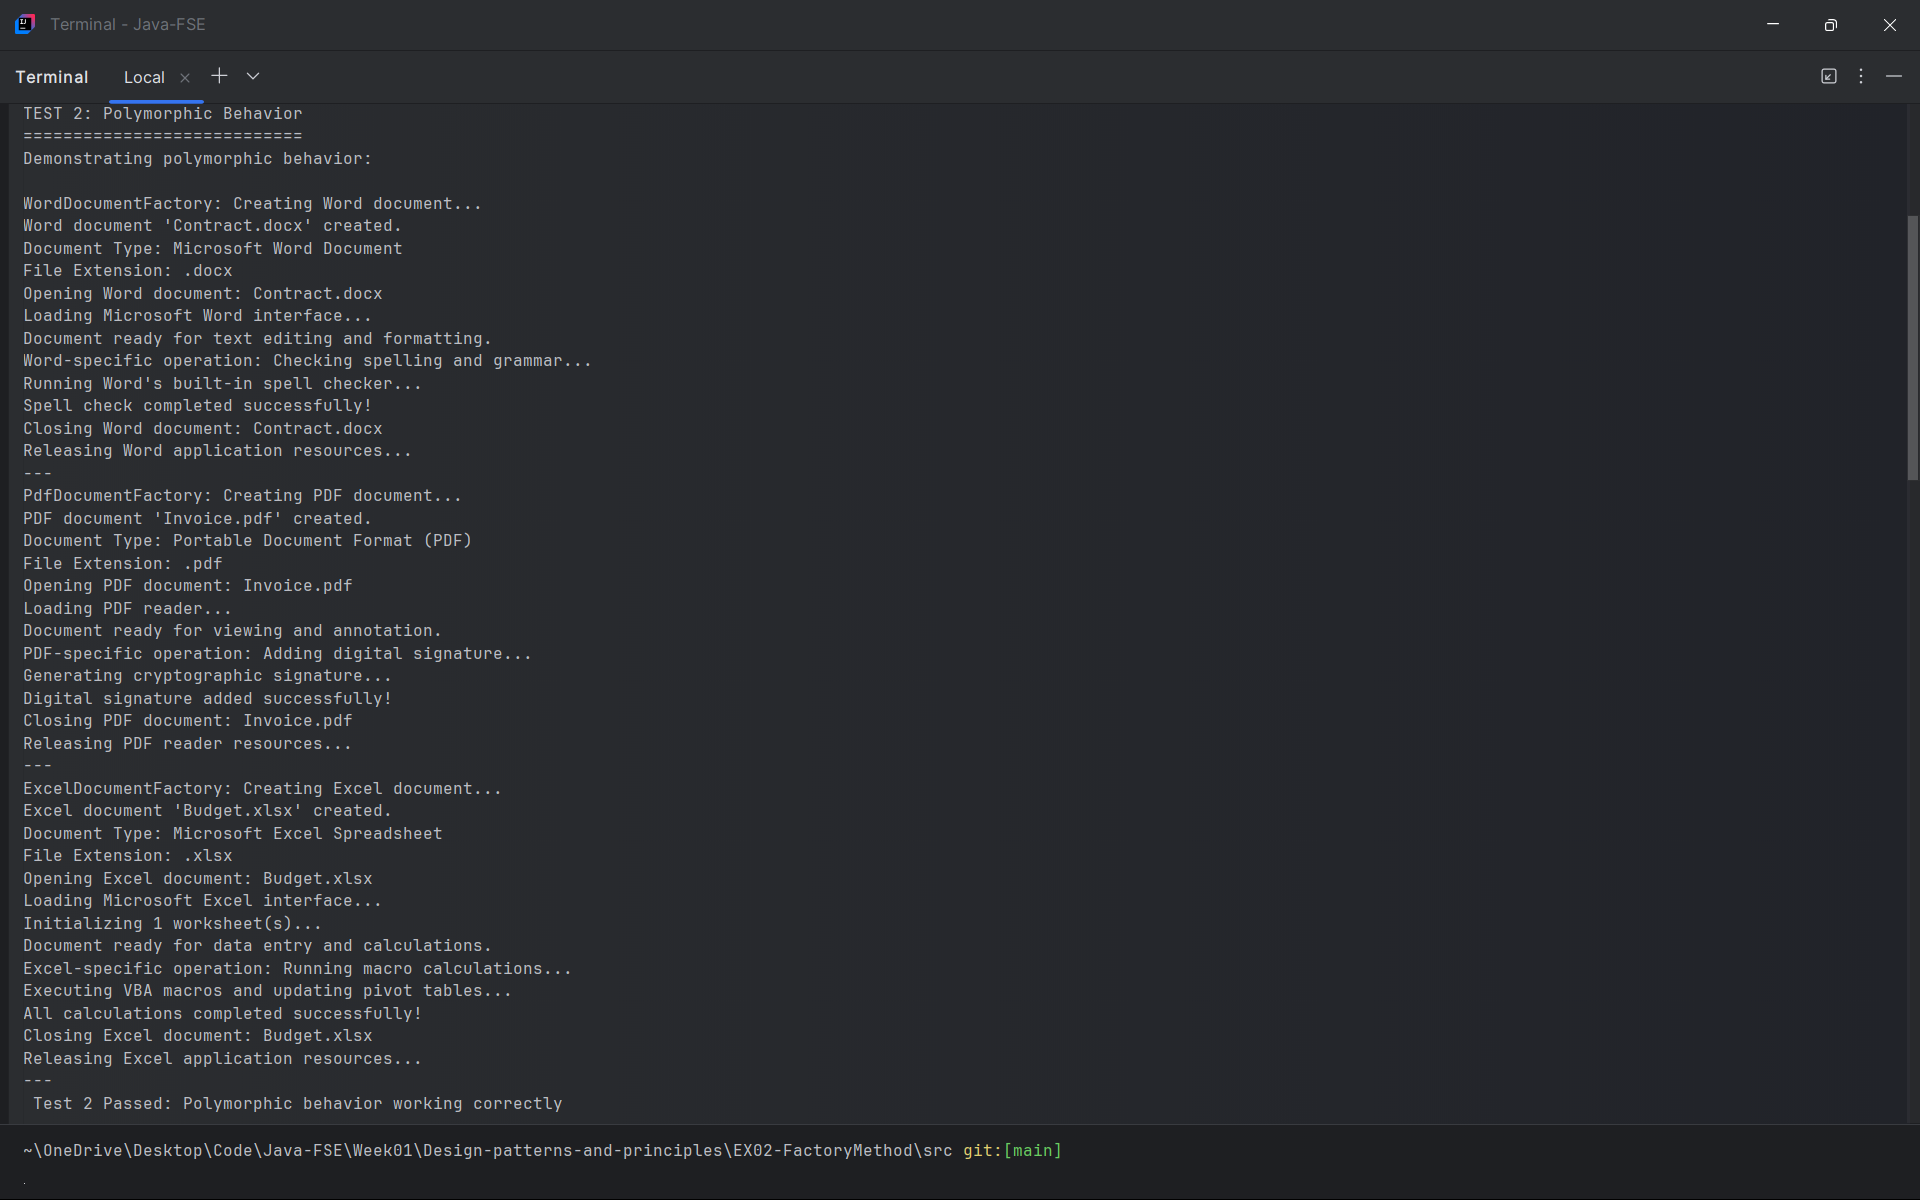 Terminal - Java-FSE
Terminal Local
TEST 2: Polymorphic Behavior
============================
Demonstrating polymorphic behavior:
WordDocumentFactory: Creating Word document...
Word document 'Contract.docx' created.
Document Type: Microsoft Word Document
File Extension: .docx
Opening Word document: Contract.docx
Loading Microsoft Word interface...
Document ready for text editing and formatting.
Word-specific operation: Checking spelling and grammar...
Running Word's built-in spell checker...
Spell check completed successfully!
Closing Word document: Contract.docx
Releasing Word application resources...
---
PdfDocumentFactory: Creating PDF document...
PDF document 'Invoice.pdf' created.
Document Type: Portable Document Format (PDF)
File Extension: .pdf
Opening PDF document: Invoice.pdf
Loading PDF reader...
Document ready for viewing and annotation.
PDF-specific operation: Adding digital signature...
Generating cryptographic signature...
Digital signature added successfully!
Closing PDF document: Invoice.pdf
Releasing PDF reader resources...
---
ExcelDocumentFactory: Creating Excel document...
Excel document 'Budget.xlsx' created.
Document Type: Microsoft Excel Spreadsheet
File Extension: .xlsx
Opening Excel document: Budget.xlsx
Loading Microsoft Excel interface...
Initializing 1 worksheet(s)...
Document ready for data entry and calculations.
Excel-specific operation: Running macro calculations...
Executing VBA macros and updating pivot tables...
All calculations completed successfully!
Closing Excel document: Budget.xlsx
Releasing Excel application resources...
---
Test 2 Passed: Polymorphic behavior working correctly
~\OneDrive\Desktop\Code\Java-FSE\Week01\Design-patterns-and-principles\EX02-FactoryMethod\src git:[main]